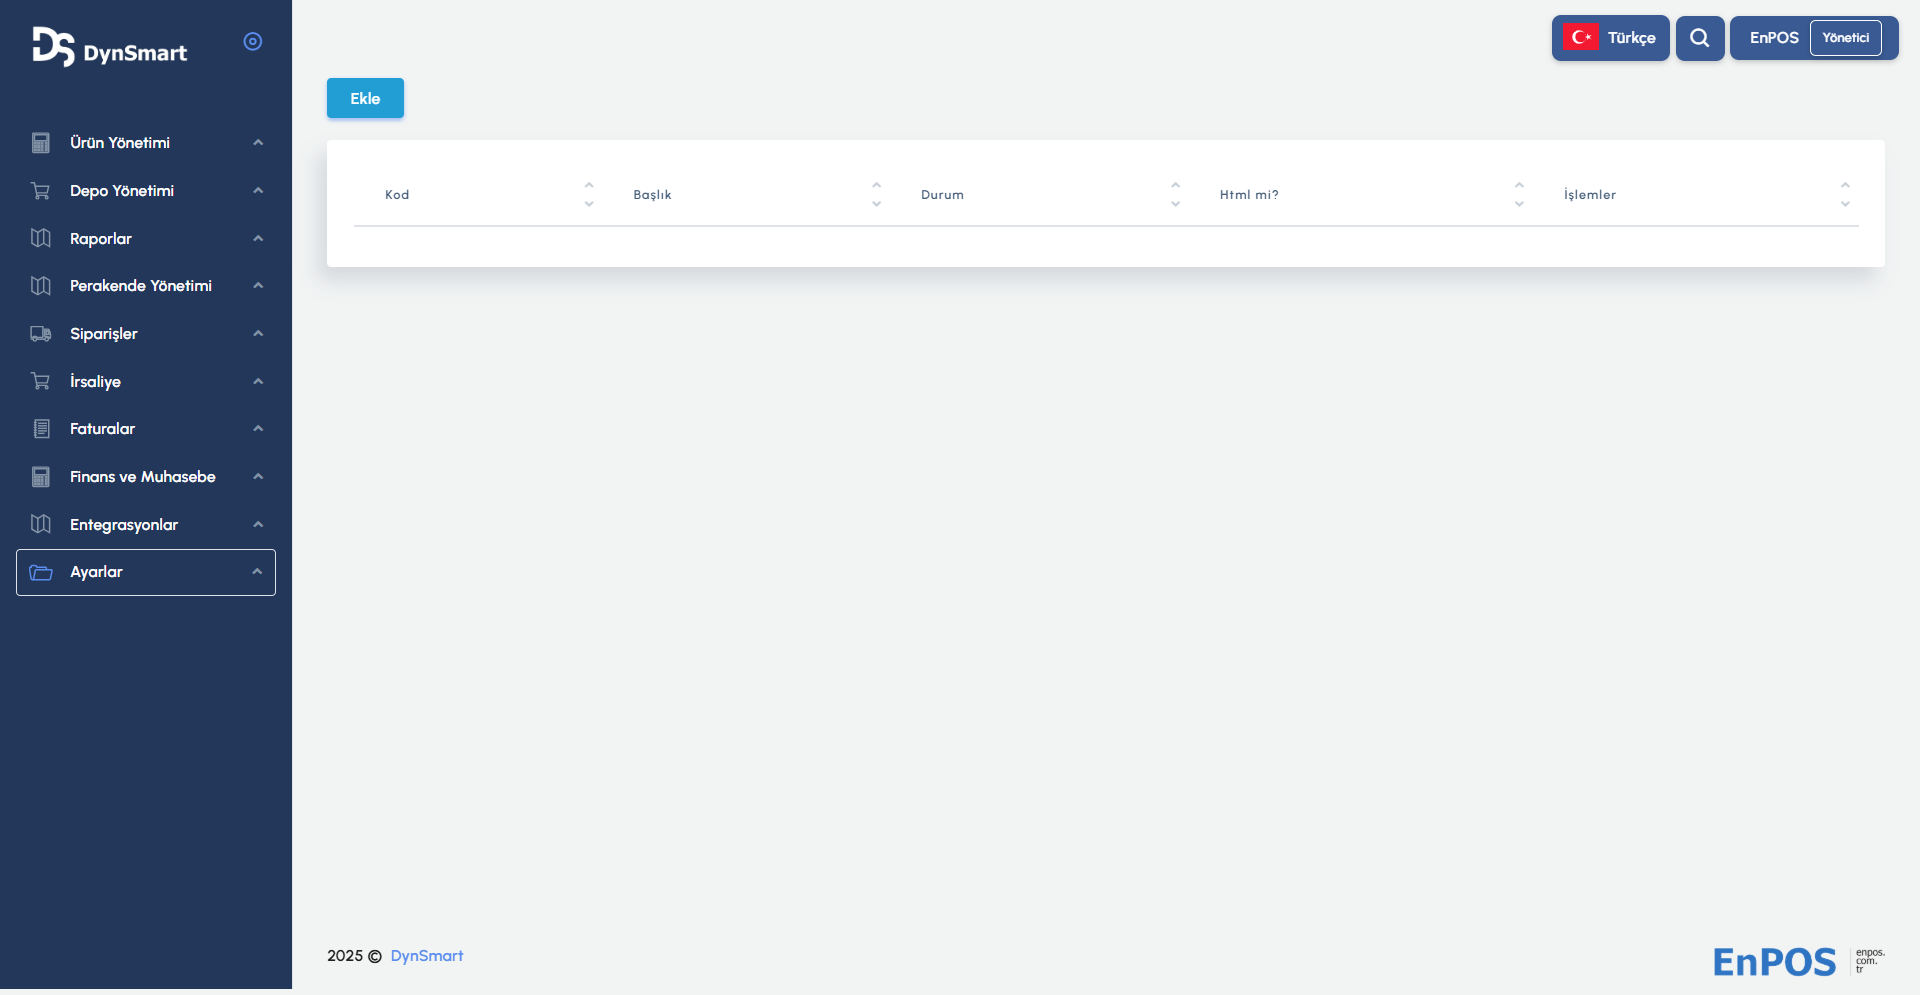 DS DynSmart
Türkçe
EnPOS Yönetici
Ekle
Ürün Yönetimi
Depo Yönetimi
Raporlar
Perakende Yönetimi
Siparişler
İrsaliye
Faturalar
Finans ve Muhasebe
Entegrasyonlar
Ayarlar
Kod Başlık Durum Html mi? İşlemler
2025 © DynSmart
EnPOS
enpos.
com.
tr